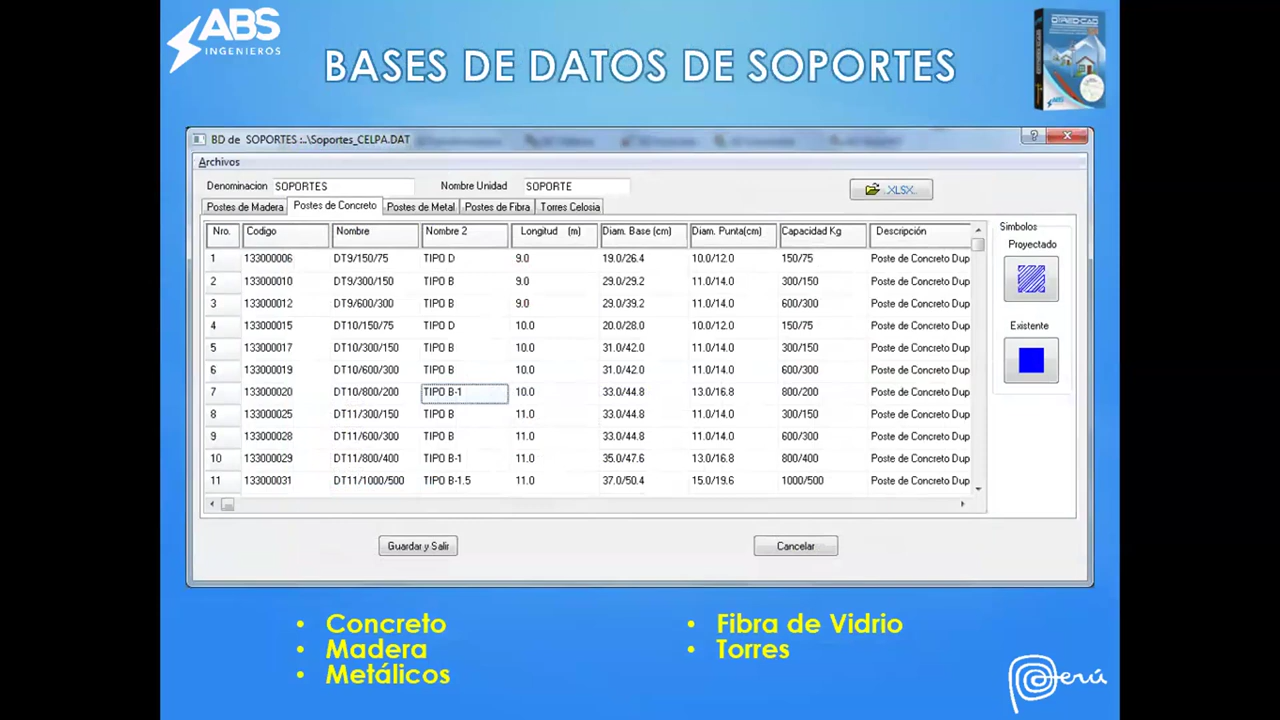 ABS
INGENIEROS
BASES DE DATOS DE SOPORTES
DIRED-CAD
ABS
BD de SOPORTES :..\Soportes_CELPA.DAT
Archivos
Denominacion SOPORTES Nombre Unidad SOPORTE .XLSX.
Postes de Madera Postes de Concreto Postes de Metal Postes de Fibra Torres Celosia
Nro. Codigo Nombre Nombre 2 Longitud (m) Diam. Base (cm) Diam. Punta(cm) Capacidad Kg Descripción
1 133000006 DT9/150/75 TIPO D 9.0 19.0/26.4 10.0/12.0 150/75 Poste de Concreto Dup
2 133000010 DT9/300/150 TIPO B 9.0 29.0/29.2 11.0/14.0 300/150 Poste de Concreto Dup
3 133000012 DT9/600/300 TIPO B 9.0 29.0/39.2 11.0/14.0 600/300 Poste de Concreto Dup
4 133000015 DT10/150/75 TIPO D 10.0 20.0/28.0 10.0/12.0 150/75 Poste de Concreto Dup
5 133000017 DT10/300/150 TIPO B 10.0 31.0/42.0 11.0/14.0 300/150 Poste de Concreto Dup
6 133000019 DT10/600/300 TIPO B 10.0 31.0/42.0 11.0/14.0 600/300 Poste de Concreto Dup
7 133000020 DT10/800/200 TIPO B-1 10.0 33.0/44.8 13.0/16.8 800/200 Poste de Concreto Dup
8 133000025 DT11/300/150 TIPO B 11.0 33.0/44.8 11.0/14.0 300/150 Poste de Concreto Dup
9 133000028 DT11/600/300 TIPO B 11.0 33.0/44.8 11.0/14.0 600/300 Poste de Concreto Dup
10 133000029 DT11/800/400 TIPO B-1 11.0 35.0/47.6 13.0/16.8 800/400 Poste de Concreto Dup
11 133000031 DT11/1000/500 TIPO B-1.5 11.0 37.0/50.4 15.0/19.6 1000/500 Poste de Concreto Dup
Simbolos
Proyectado
Existente
Guardar y Salir Cancelar
• Concreto
• Madera
• Metálicos
• Fibra de Vidrio
• Torres
Perú